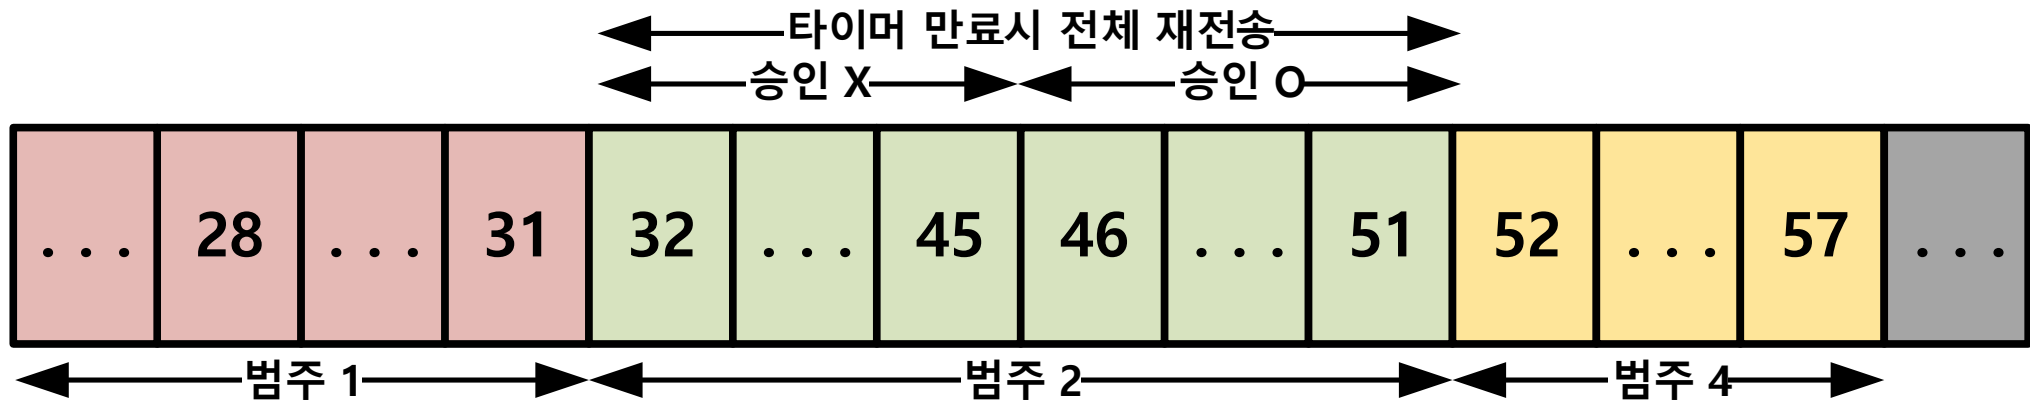 타이머 만료시 전체 재전송
승인 X 승인 O
. . . 28 . . . 31 32 . . . 45 46 . . . 51 52 . . . 57 . . .
범주 1 범주 2 범주 4